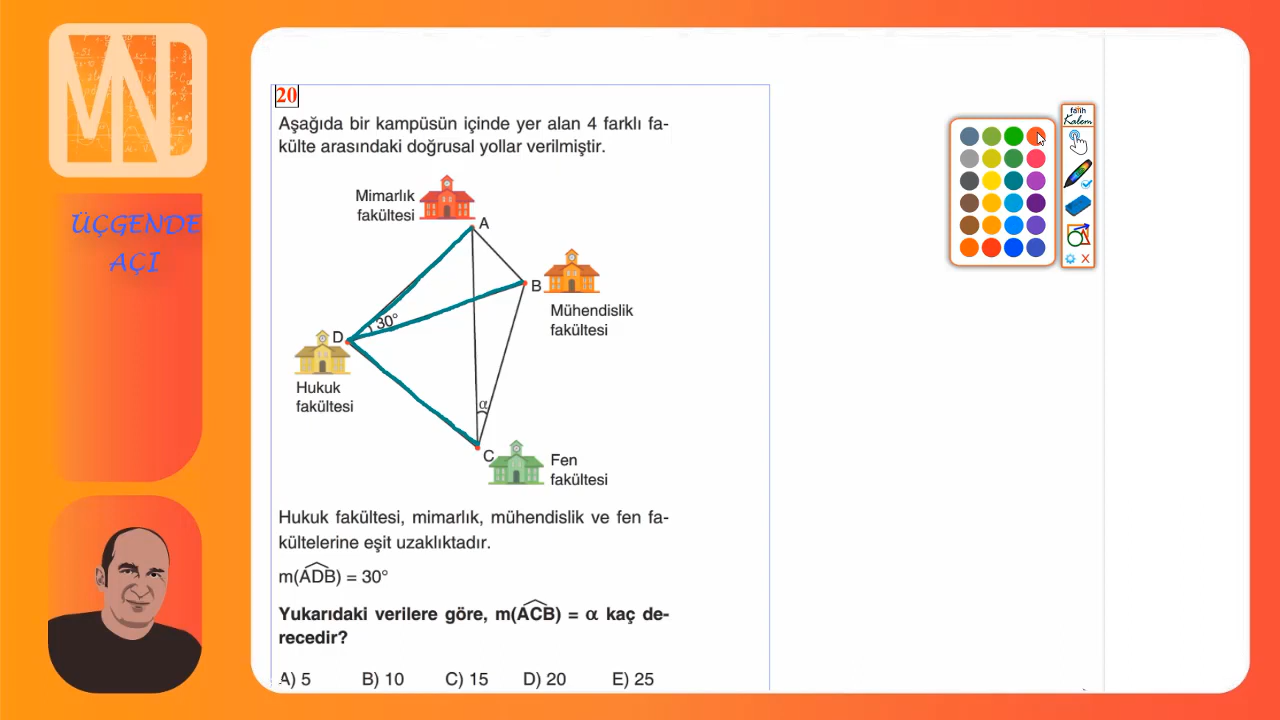 ÜÇGENDE
AÇI
20
Aşağıda bir kampüsün içinde yer alan 4 farklı fa-
külte arasındaki doğrusal yollar verilmiştir.
Mimarlık
fakültesi
A
B
Mühendislik
fakültesi
30°
D
Hukuk
fakültesi
α
C
Fen
fakültesi
Hukuk fakültesi, mimarlık, mühendislik ve fen fa-
kültelerine eşit uzaklıktadır.
m(ADB) = 30°
Yukarıdaki verilere göre, m(ACB) = α kaç de-
recedir?
A) 5 B) 10 C) 15 D) 20 E) 25
fatih
Kalem